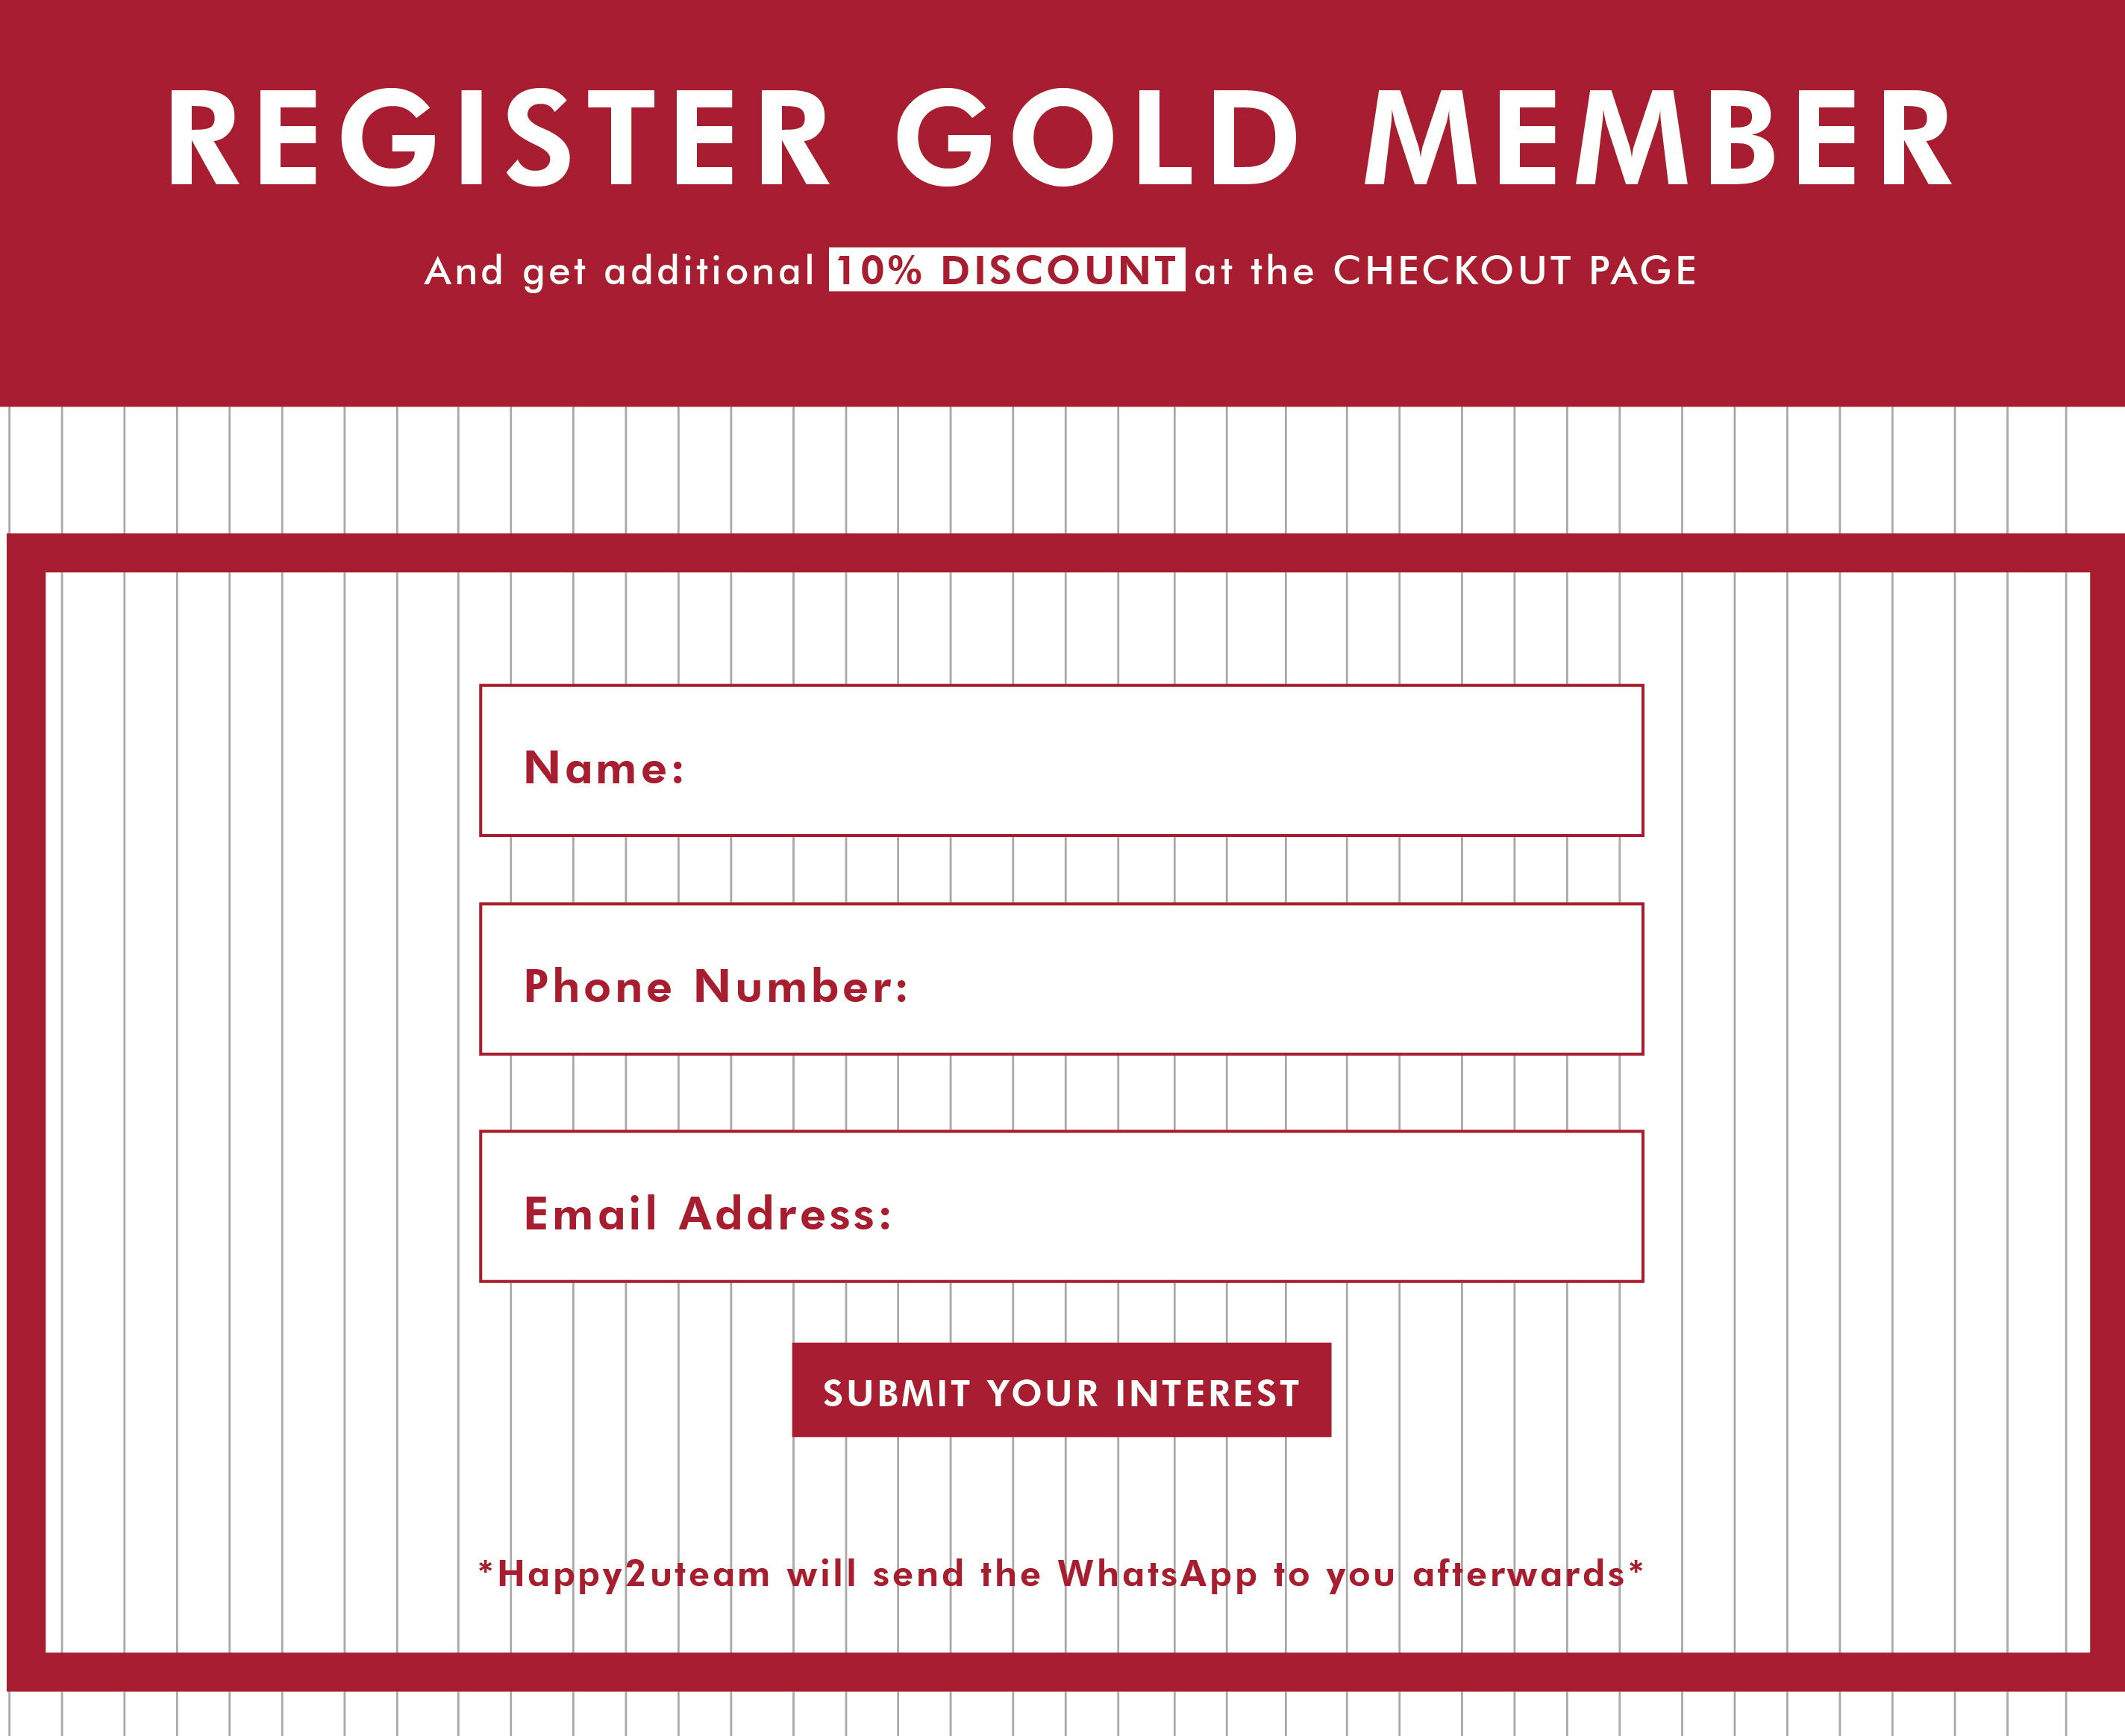 REGISTER GOLD MEMBER
And get additional 10% DISCOUNT at the CHECKOUT PAGE
Name:
Phone Number:
Email Address:
SUBMIT YOUR INTEREST
*Happy2uteam will send the WhatsApp to you afterwards*